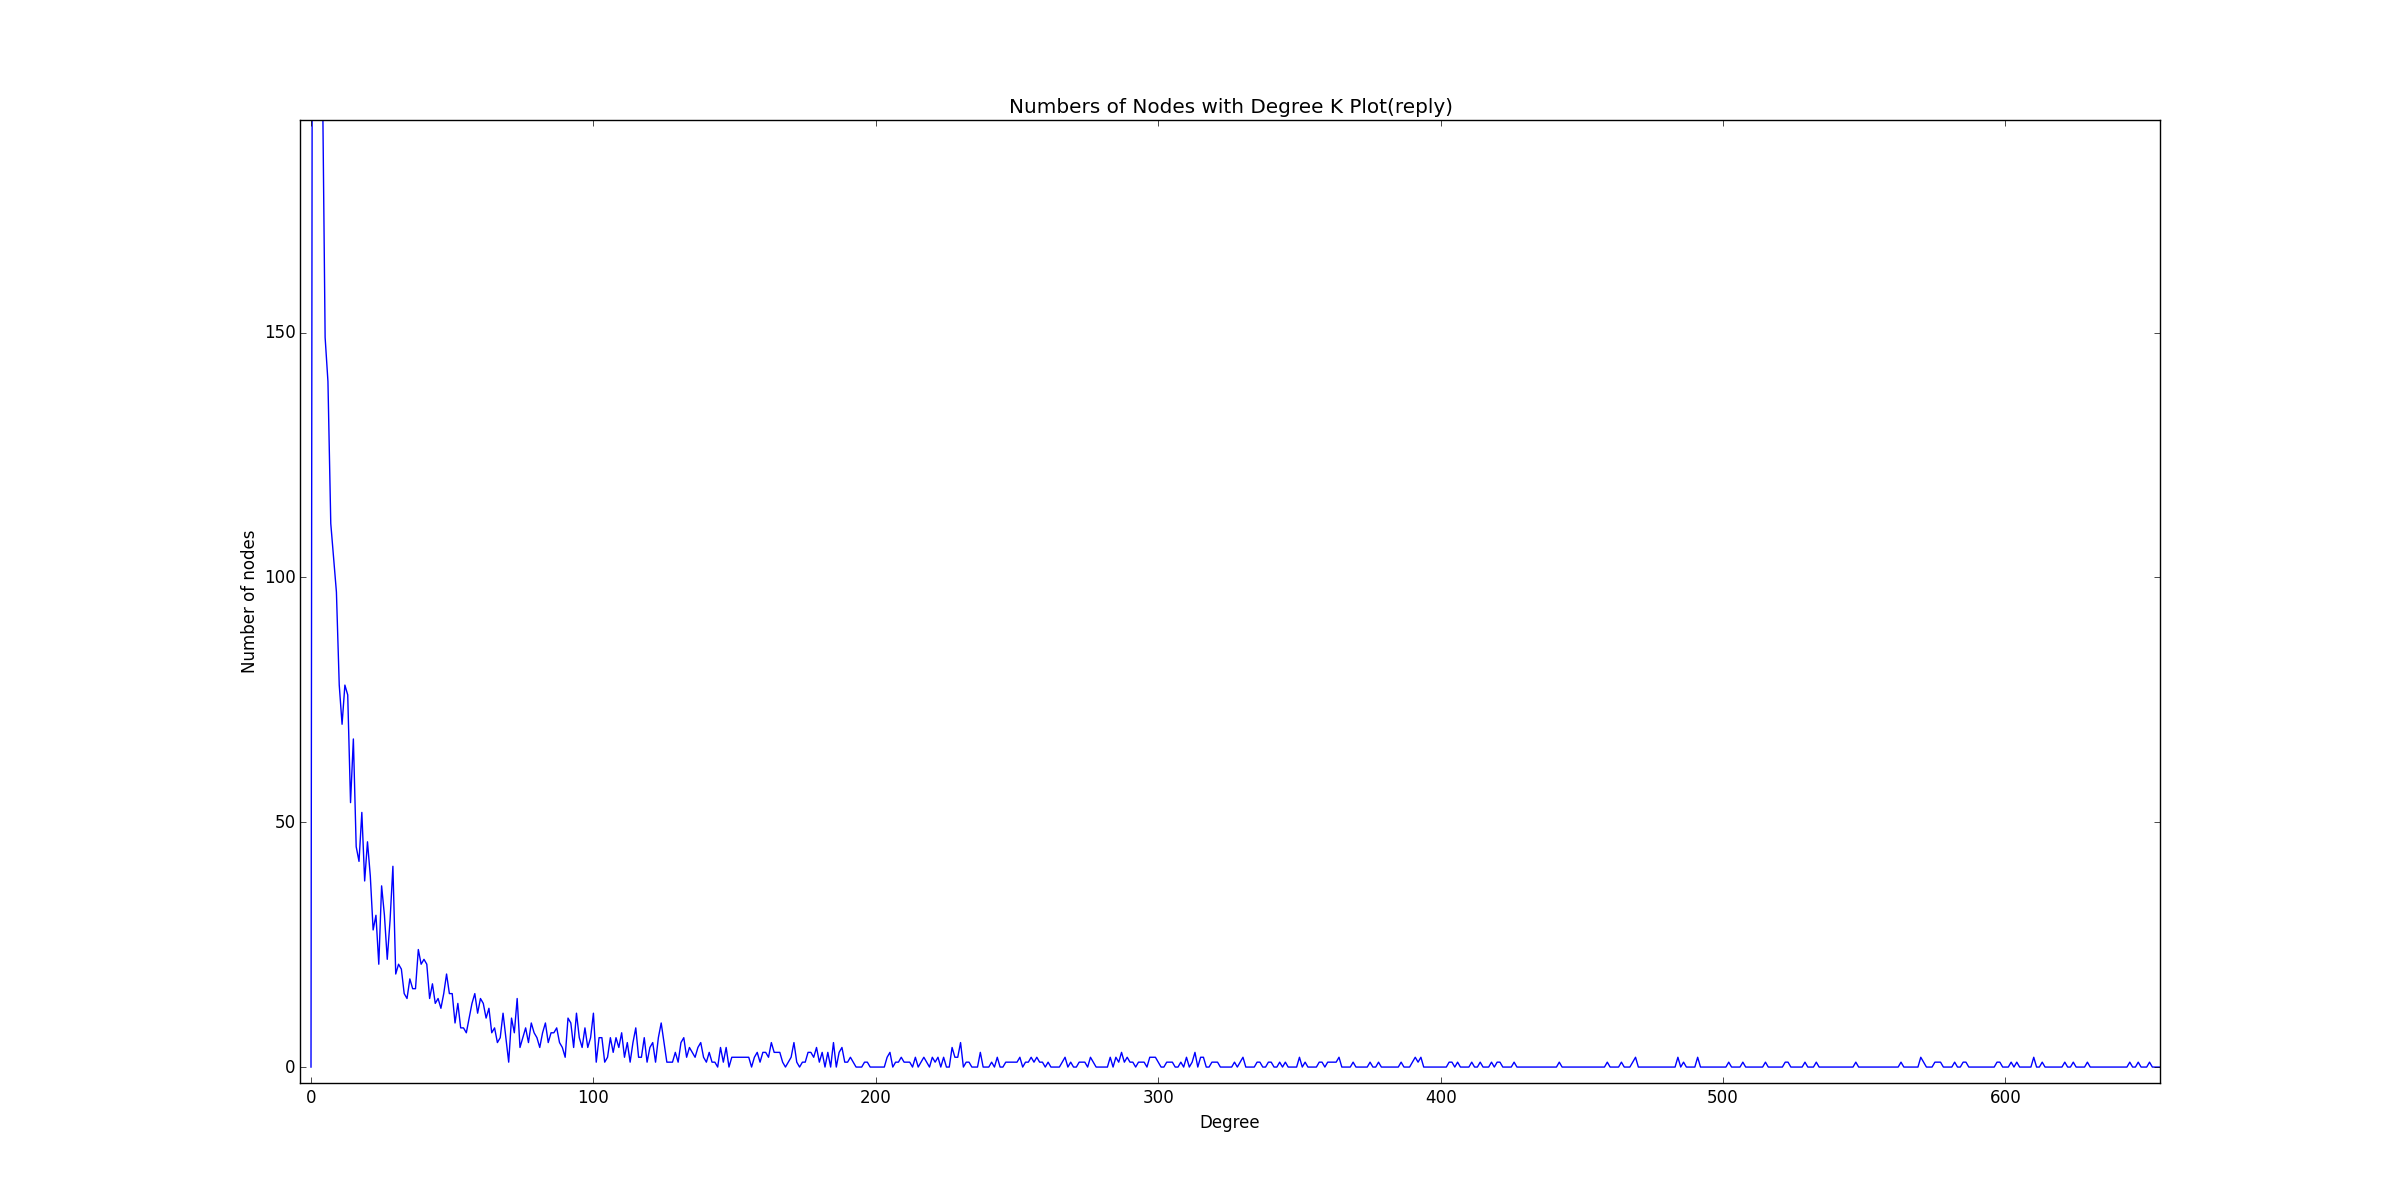 Numbers of Nodes with Degree K Plot(reply)
150
100
50
0
Number of nodes
0 100 200 300 400 500 600
Degree